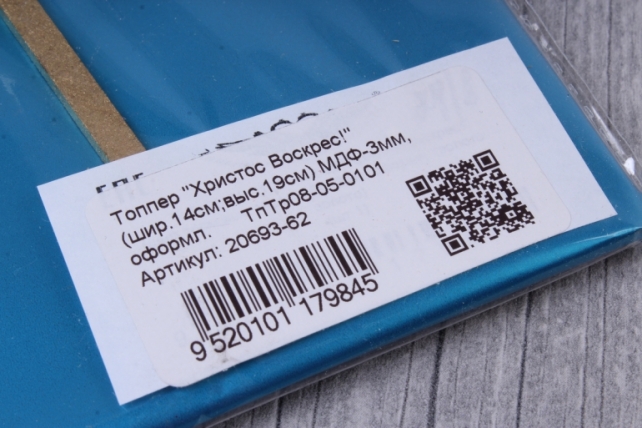 Топпер "Христос Воскрес!"
(шир.14см;выс.19см) МДФ-3мм,
оформл. ТпТр08-05-0101
Артикул: 20693-62
9 520101 179845